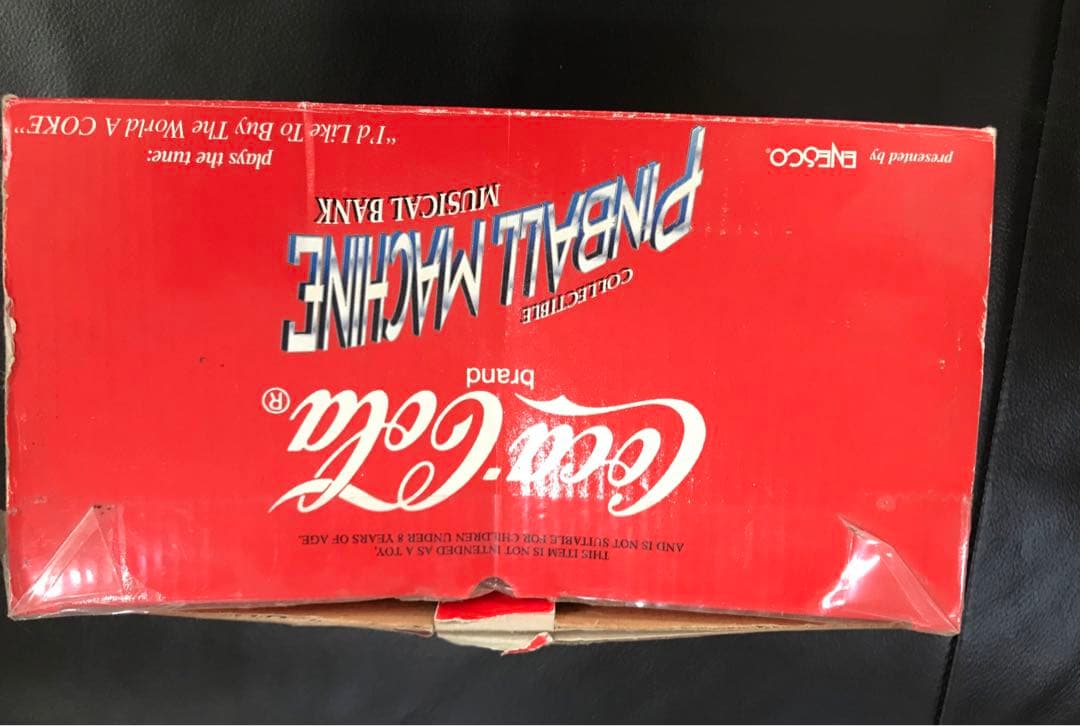 THIS ITEM IS NOT INTENDED AS A TOY,
AND IS NOT SUITABLE FOR CHILDREN UNDER 8 YEARS OF AGE.
Coca-Cola®
brand
COLLECTIBLE
PINBALL MACHINE
MUSICAL BANK
presented by ENESCO®
plays the tune:
“I'd Like To Buy The World A COKE”